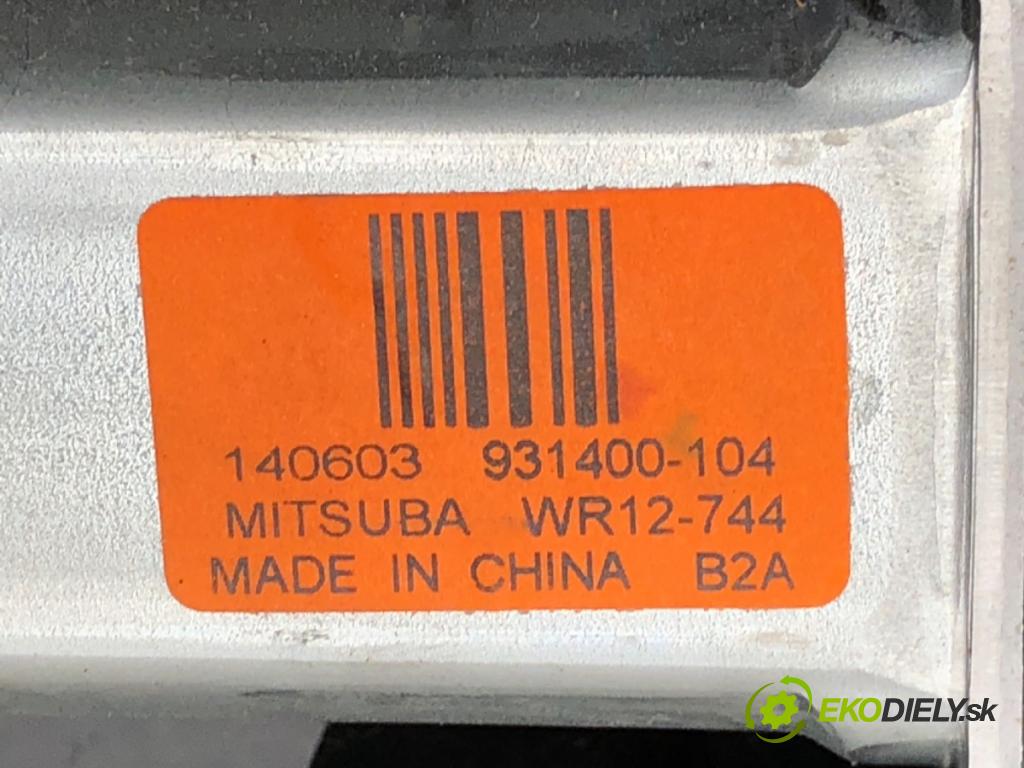 140603 931400-104
MITSUBA WR12-744
MADE IN CHINA B2A
EKODIELY.sk